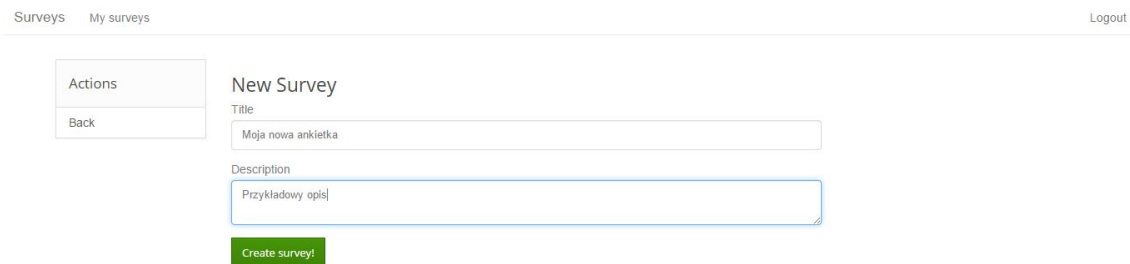 Surveys My surveys Logout
Actions
Back
New Survey
Title
Moja nowa ankietka
Description
Przykładowy opis
Create survey!